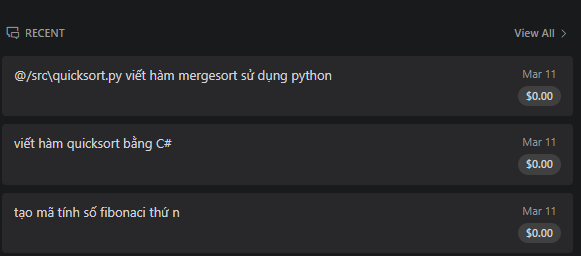 RECENT
View All
@/src\quicksort.py viết hàm mergesort sử dụng python
Mar 11
$0.00
viết hàm quicksort bằng C#
Mar 11
$0.00
tạo mã tính số fibonaci thứ n
Mar 11
$0.00